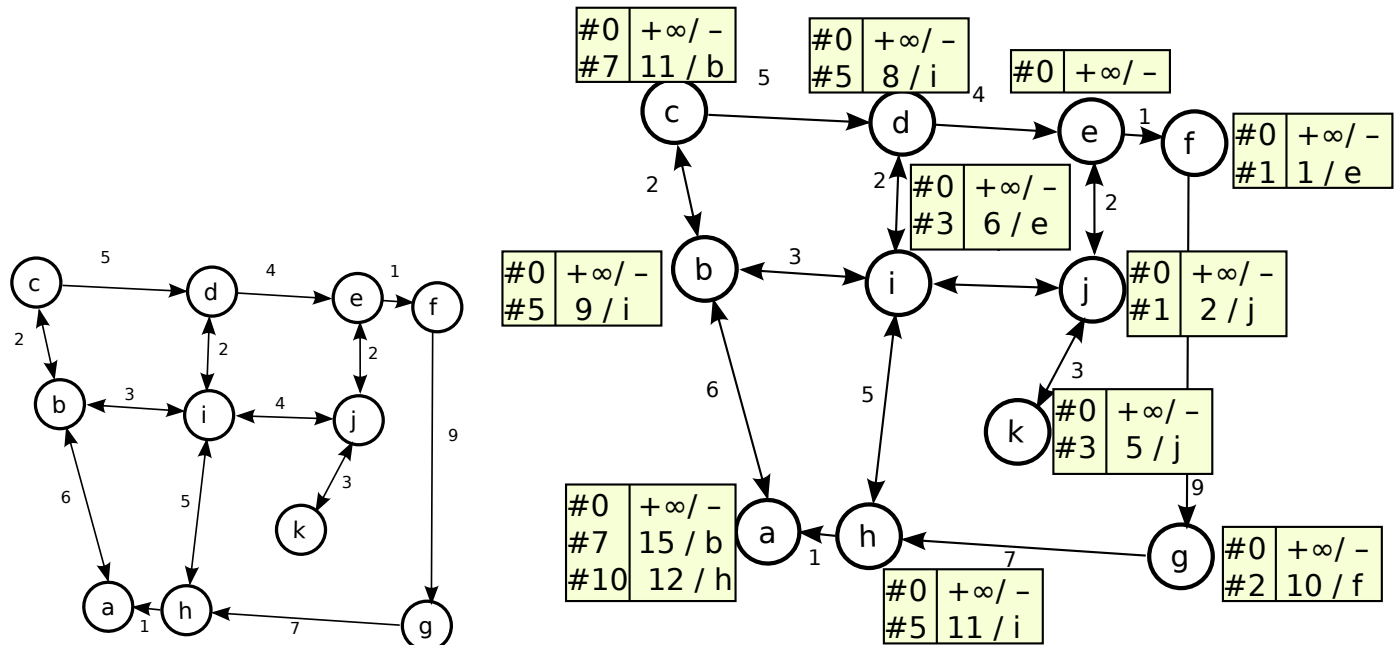 c
5
d
4
e
1
f
2
2
2
b
3
i
4
j
9
6
5
3
k
a
1
h
7
g
#0 +∞/ –
#7 11 / b
#0 +∞/ –
#5 8 / i
#0 +∞/ –
c
5
d
4
e
1
f
#0 +∞/ –
#1 1 / e
2
2
#0 +∞/ –
#3 6 / e
2
#0 +∞/ –
#5 9 / i
b
3
i
j
#0 +∞/ –
#1 2 / j
6
5
3
k
#0 +∞/ –
#3 5 / j
9
#0 +∞/ –
#7 15 / b
#10 12 / h
a
1
h
7
g
#0 +∞/ –
#2 10 / f
#0 +∞/ –
#5 11 / i